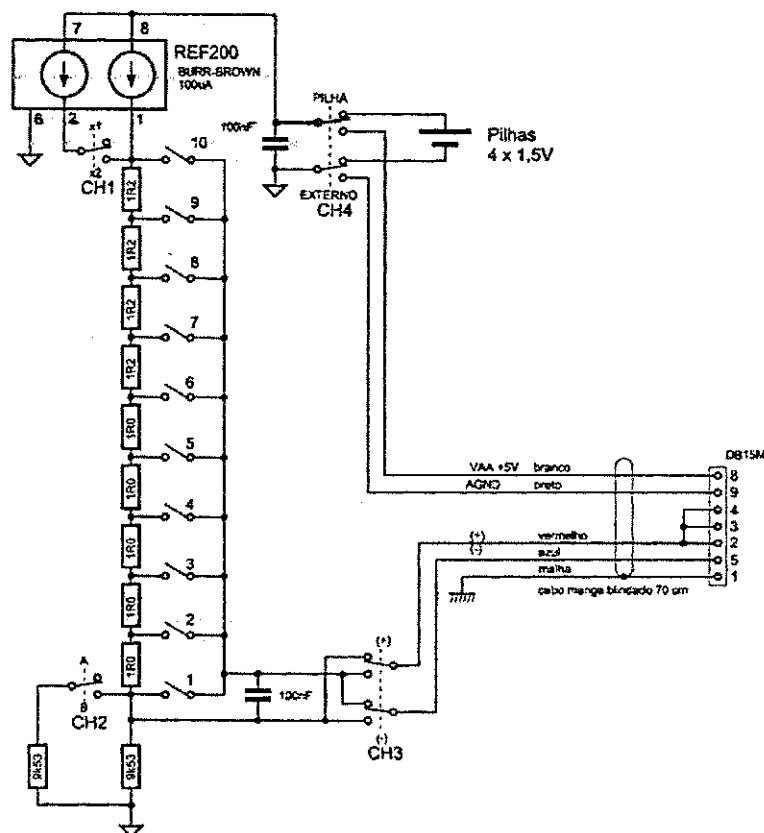 7 8
REF200
BURR-BROWN
100uA
6 2 1
x1
x2
CH1
10
9
8
7
6
5
4
3
2
1
1R2
1R2
1R2
1R2
1R0
1R0
1R0
1R0
1R0
100nF
PILHA
EXTERNO
CH4
Pilhas
4 x 1,5V
DB15M
VAA +5V branco
AGND preto
(+) vermelho
(-) azul
malha
cabo manga blindado 70 cm
8
9
4
3
2
5
1
A
B
CH2
9k53
9k53
100nF
(+)
(-)
CH3